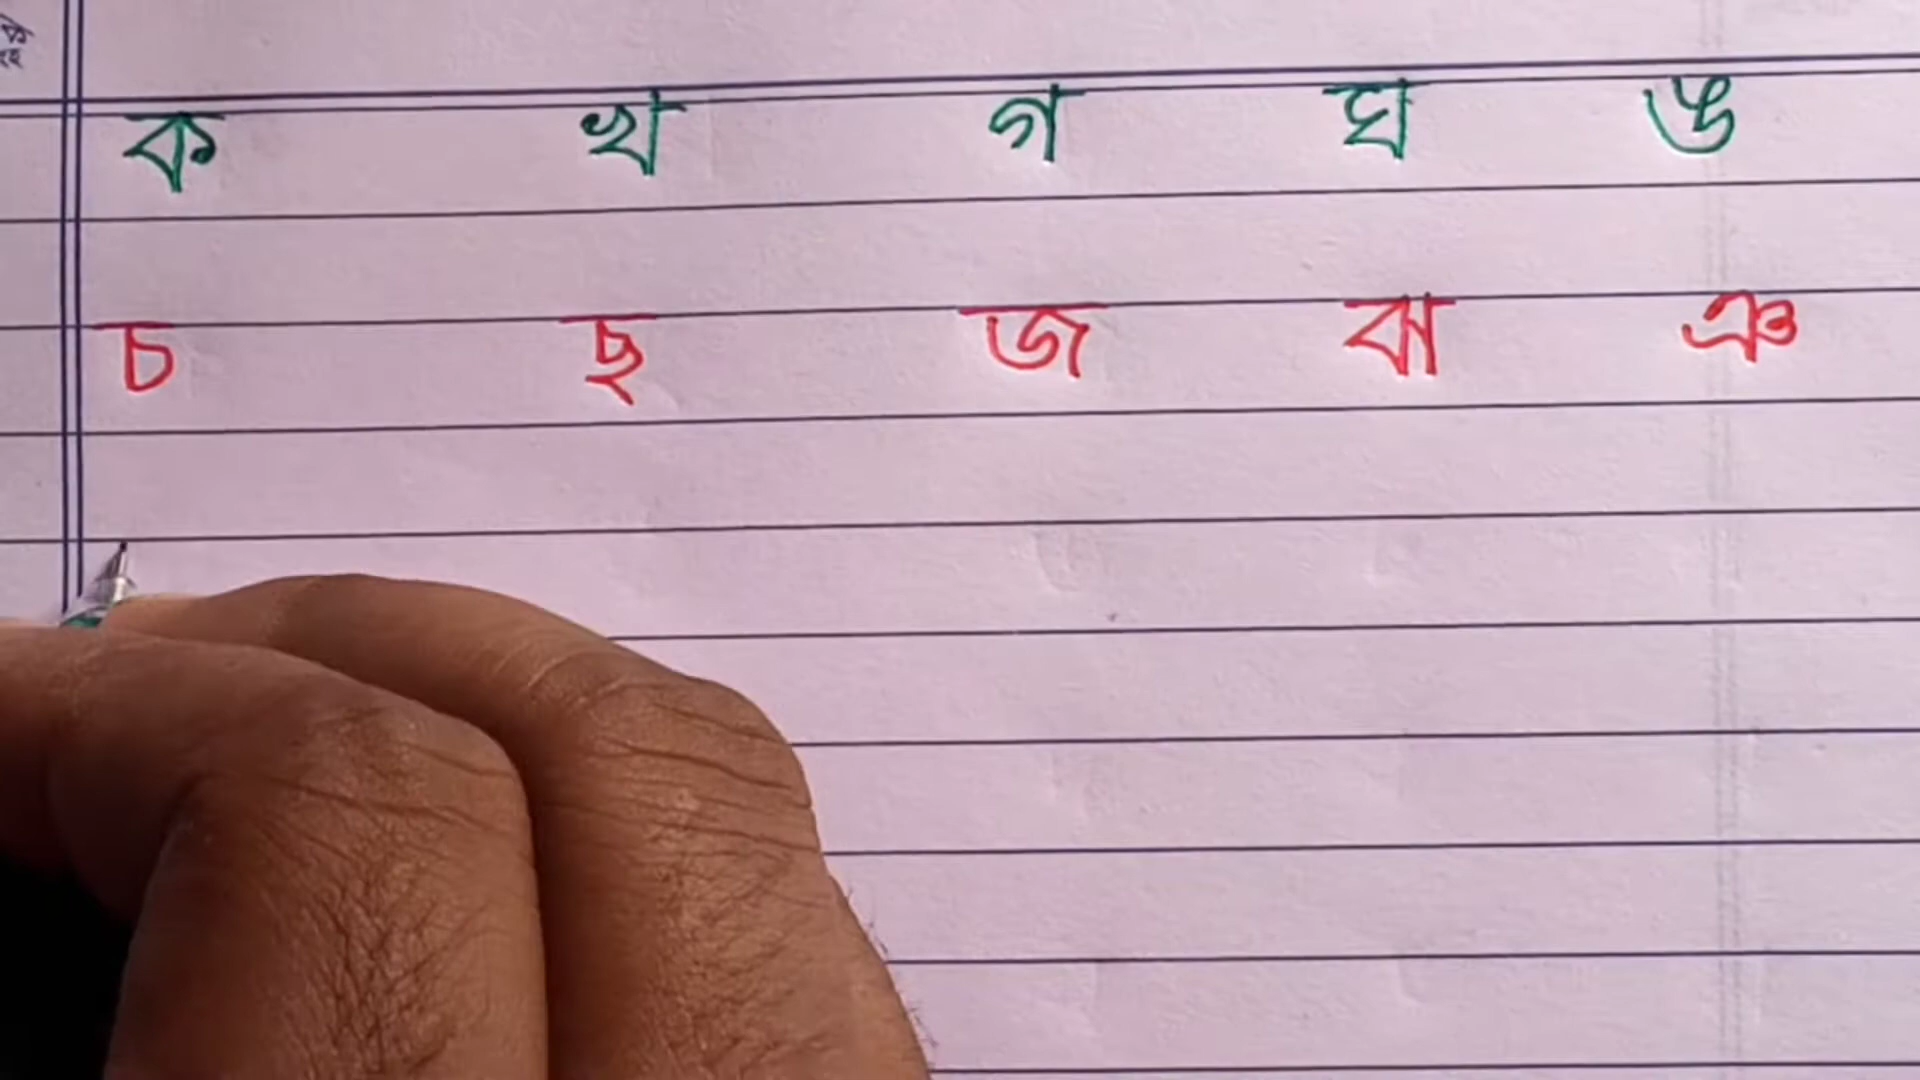 ক খ গ ঘ ঙ
চ ছ জ ঝ ঞ